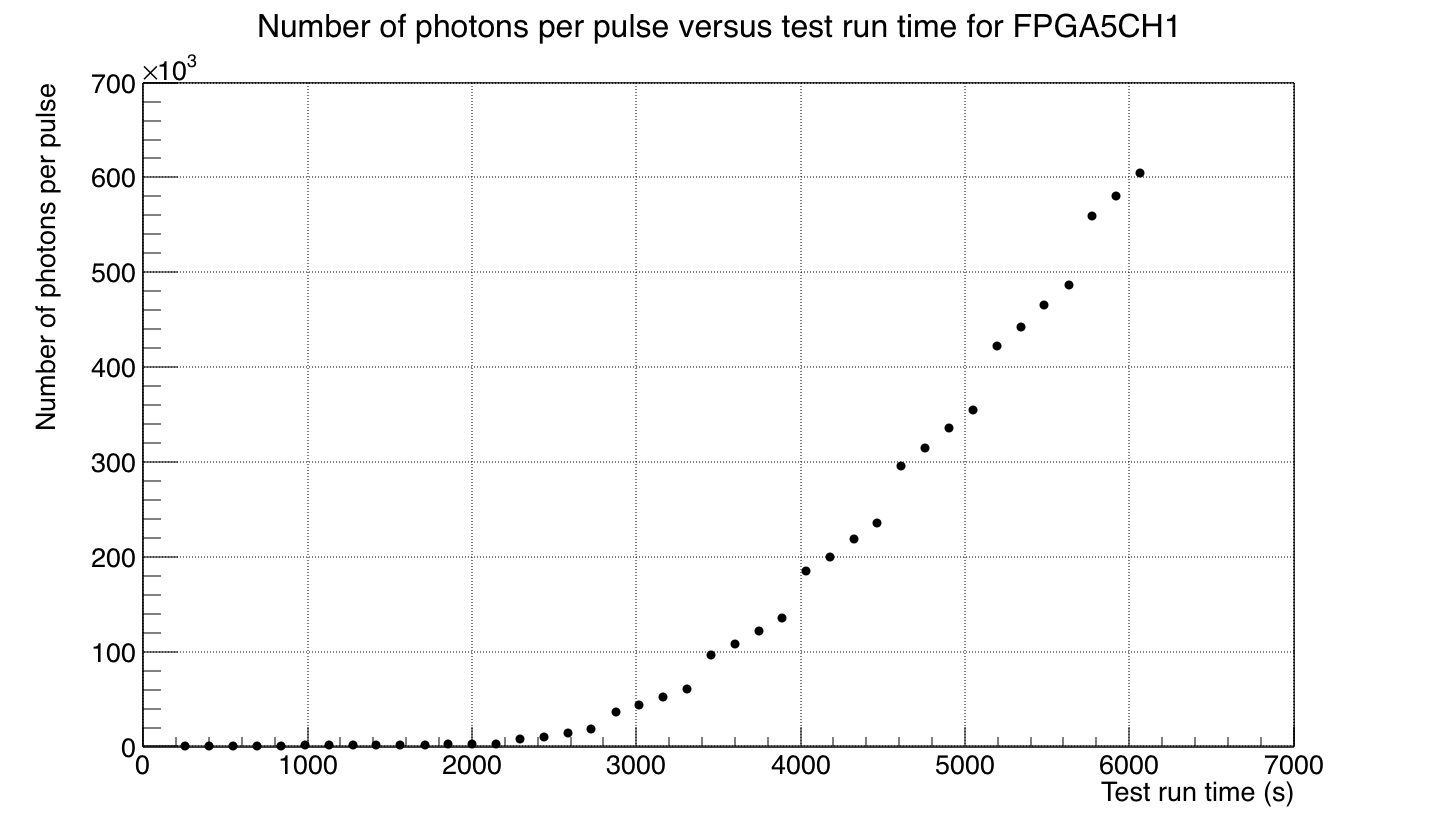 Number of photons per pulse versus test run time for FPGA5CH1
×10³
700
600
500
400
300
200
100
0
Number of photons per pulse
0 1000 2000 3000 4000 5000 6000 7000
Test run time (s)